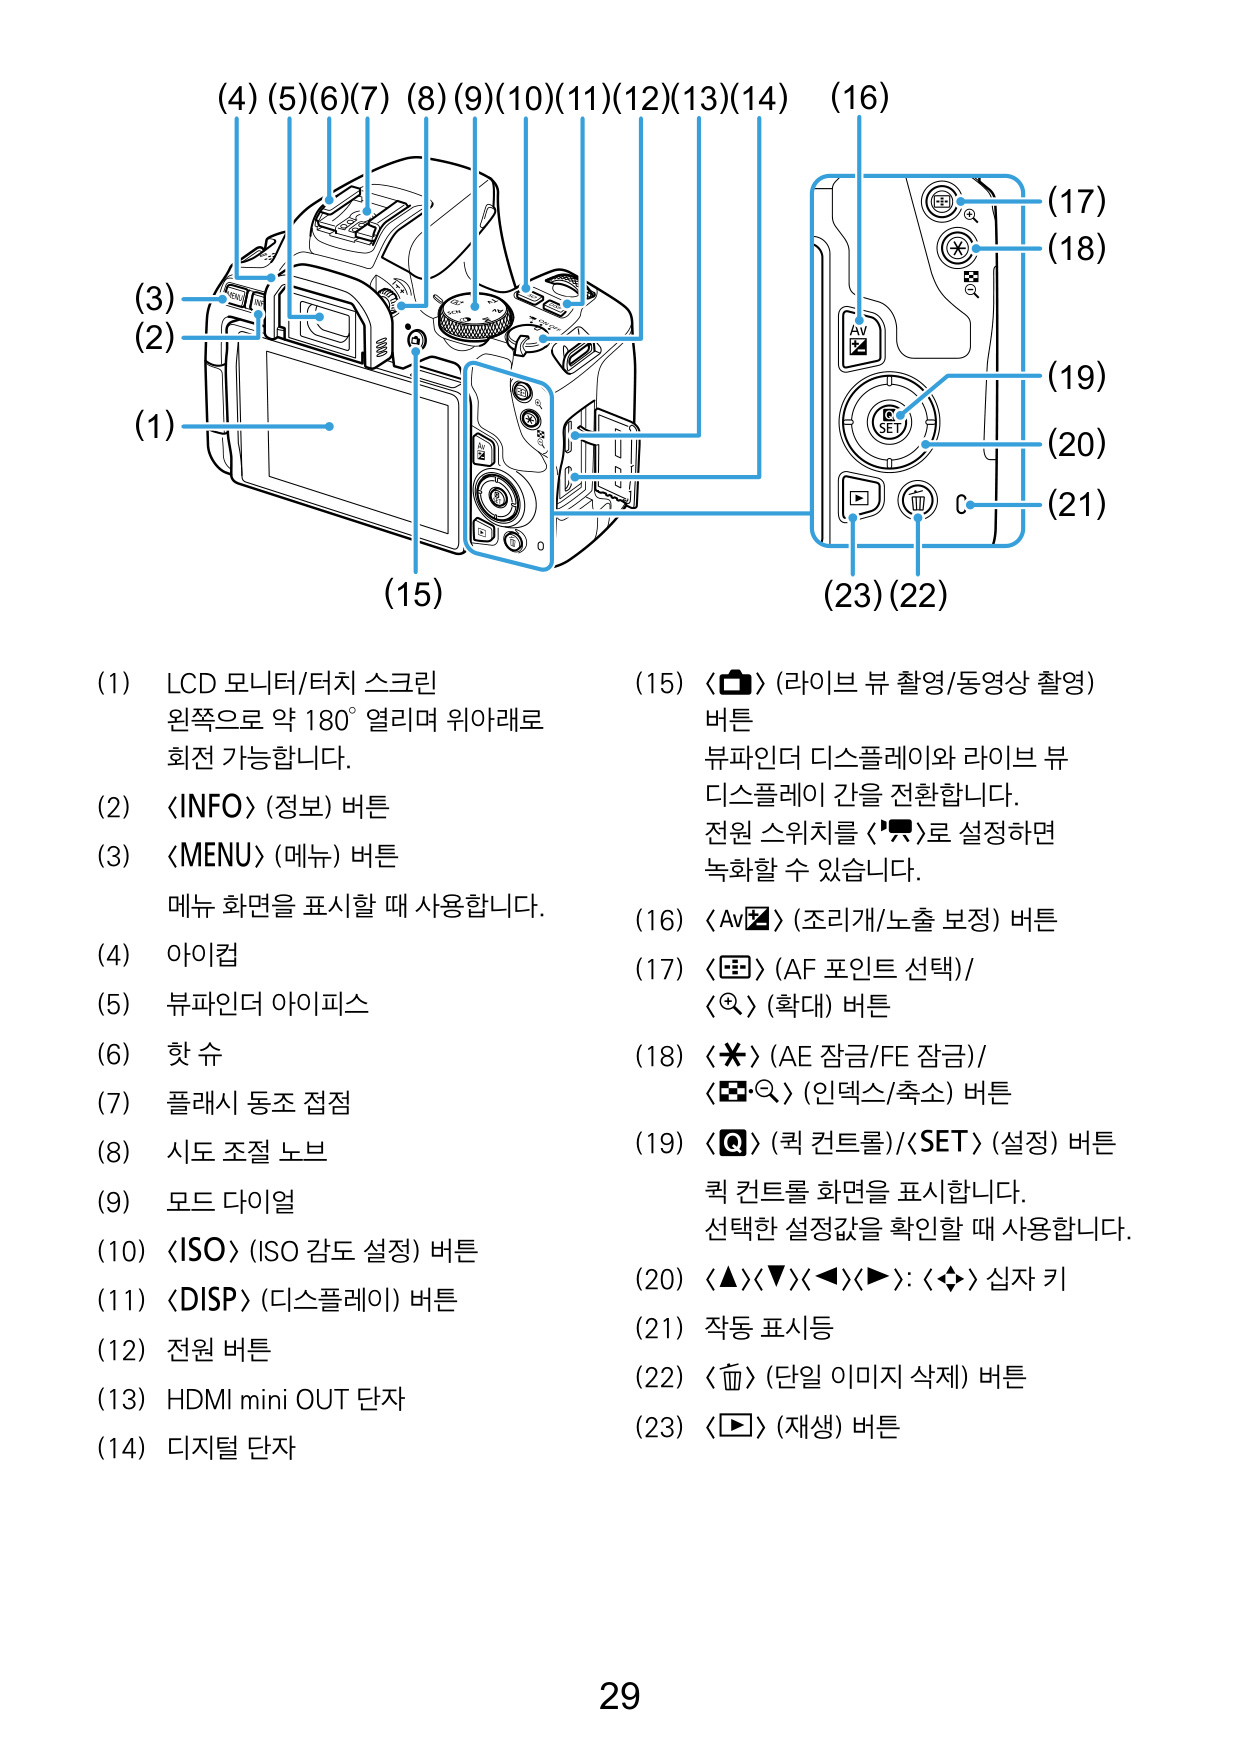 (4) (5)(6)(7) (8) (9)(10)(11)(12)(13)(14) (16)
(17)
(18)
(3)
(2)
(19)
(1)
(20)
(21)
(15)
(23) (22)
MENU
INFO
SCN
Av
Q
SET
(1) LCD 모니터/터치 스크린
왼쪽으로 약 180° 열리며 위아래로
회전 가능합니다.
(2) 〈INFO〉 (정보) 버튼
(3) 〈MENU〉 (메뉴) 버튼
메뉴 화면을 표시할 때 사용합니다.
(4) 아이컵
(5) 뷰파인더 아이피스
(6) 핫 슈
(7) 플래시 동조 접점
(8) 시도 조절 노브
(9) 모드 다이얼
(10) 〈ISO〉 (ISO 감도 설정) 버튼
(11) 〈DISP〉 (디스플레이) 버튼
(12) 전원 버튼
(13) HDMI mini OUT 단자
(14) 디지털 단자
(15) 〈〉 (라이브 뷰 촬영/동영상 촬영)
버튼
뷰파인더 디스플레이와 라이브 뷰
디스플레이 간을 전환합니다.
전원 스위치를 〈〉로 설정하면
녹화할 수 있습니다.
(16) 〈Av〉 (조리개/노출 보정) 버튼
(17) 〈〉 (AF 포인트 선택)/
〈〉 (확대) 버튼
(18) 〈✱〉 (AE 잠금/FE 잠금)/
〈〉 (인덱스/축소) 버튼
(19) 〈Q〉 (퀵 컨트롤)/〈SET〉 (설정) 버튼
퀵 컨트롤 화면을 표시합니다.
선택한 설정값을 확인할 때 사용합니다.
(20) 〈▲〉〈▼〉〈◀〉〈▶〉: 〈✥〉 십자 키
(21) 작동 표시등
(22) 〈〉 (단일 이미지 삭제) 버튼
(23) 〈▶〉 (재생) 버튼
29